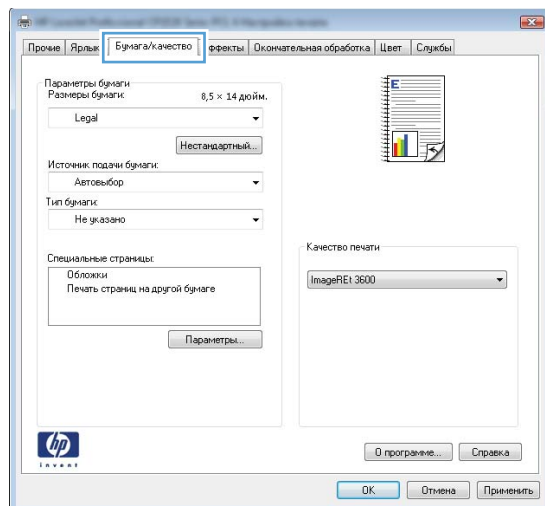 Прочие Ярлык Бумага/качество ффекты Окончательная обработка Цвет Службы
Параметры бумаги
Размеры бумаги: 8,5 × 14 дюйм.
Legal
Нестандартный...
Источник подачи бумаги:
Автовыбор
Тип бумаги:
Не указано
Специальные страницы:
Обложки
Печать страниц на другой бумаге
Параметры...
E
Качество печати
ImageREt 3600
hp
invent
О программе... Справка
OK Отмена Применить